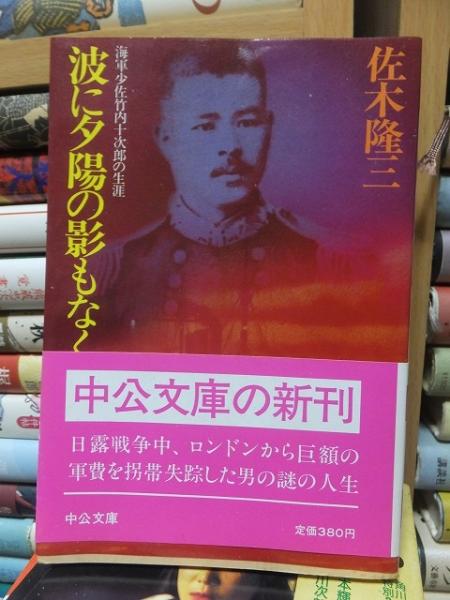 佐木隆三
海軍少佐竹内十次郎の生涯
波に夕陽の影もなく
中公文庫の新刊
日露戦争中、ロンドンから巨額の
軍費を拐帯失踪した男の謎の人生
中公文庫
定価380円
講談社